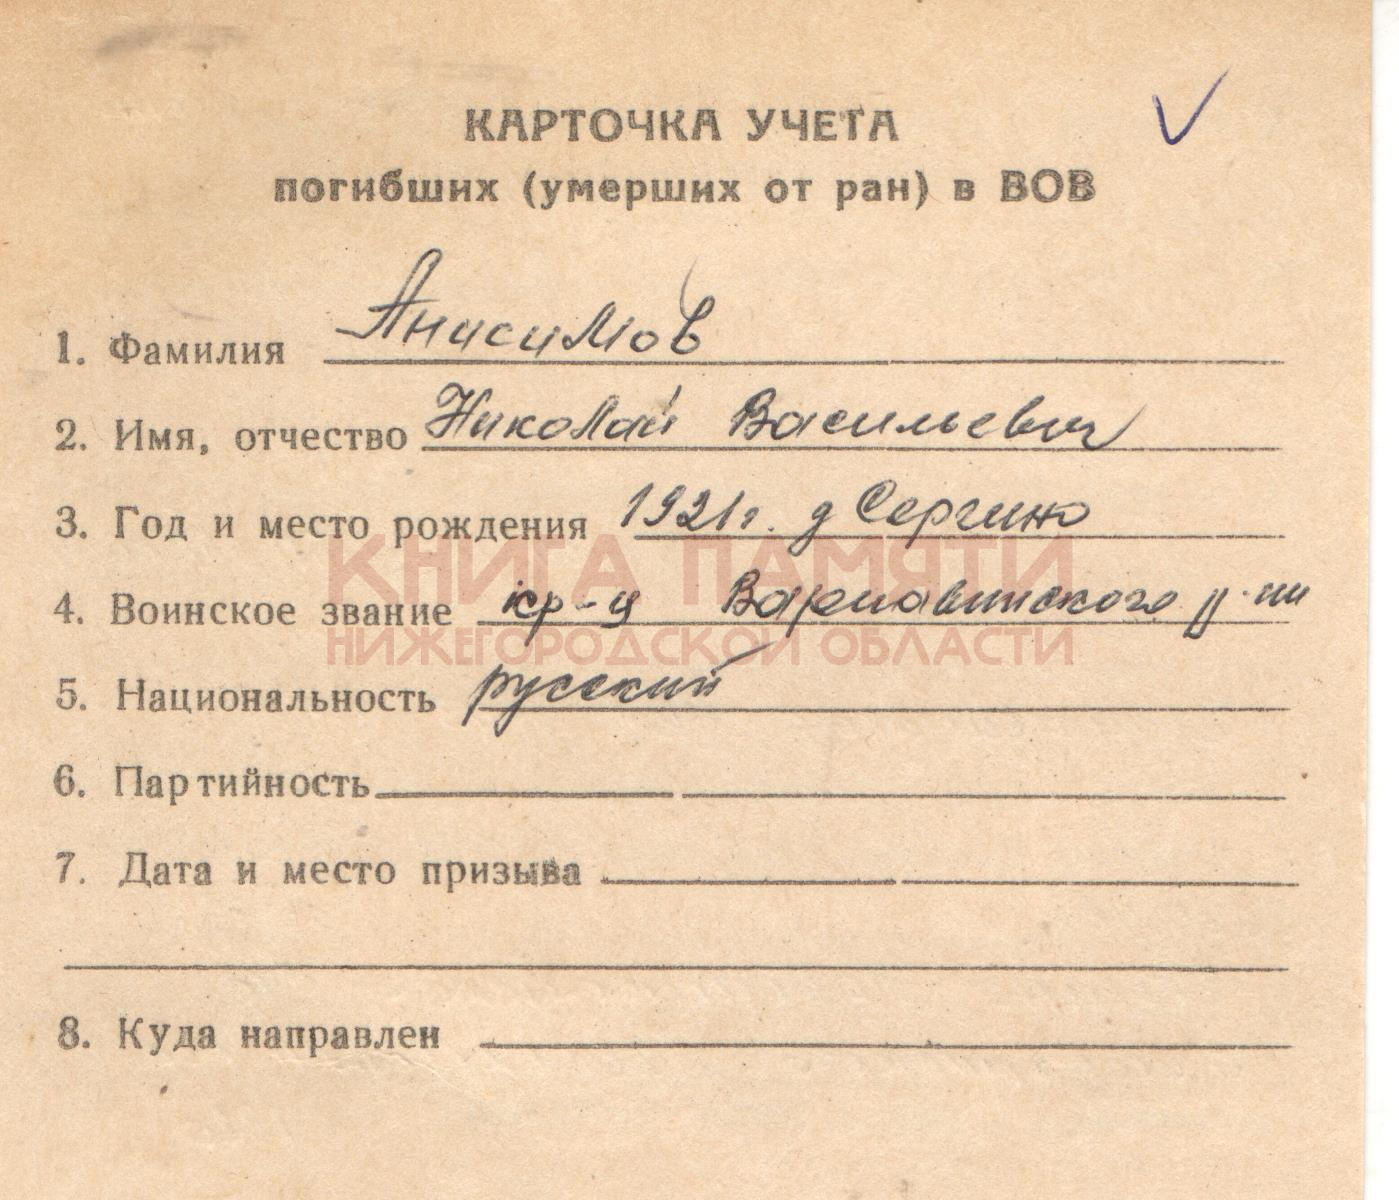 КАРТОЧКА УЧЕТА
погибших (умерших от ран) в ВОВ
1. Фамилия Анисимов
2. Имя, отчество Николай Васильевич
3. Год и место рождения 1921г. д Сергино
КНИГА ПАМЯТИ
4. Воинское звание кр-ц Варнавинского р-на
НИЖЕГОРОДСКОЙ ОБЛАСТИ
5. Национальность русский
6. Партийность
7. Дата и место призыва
8. Куда направлен